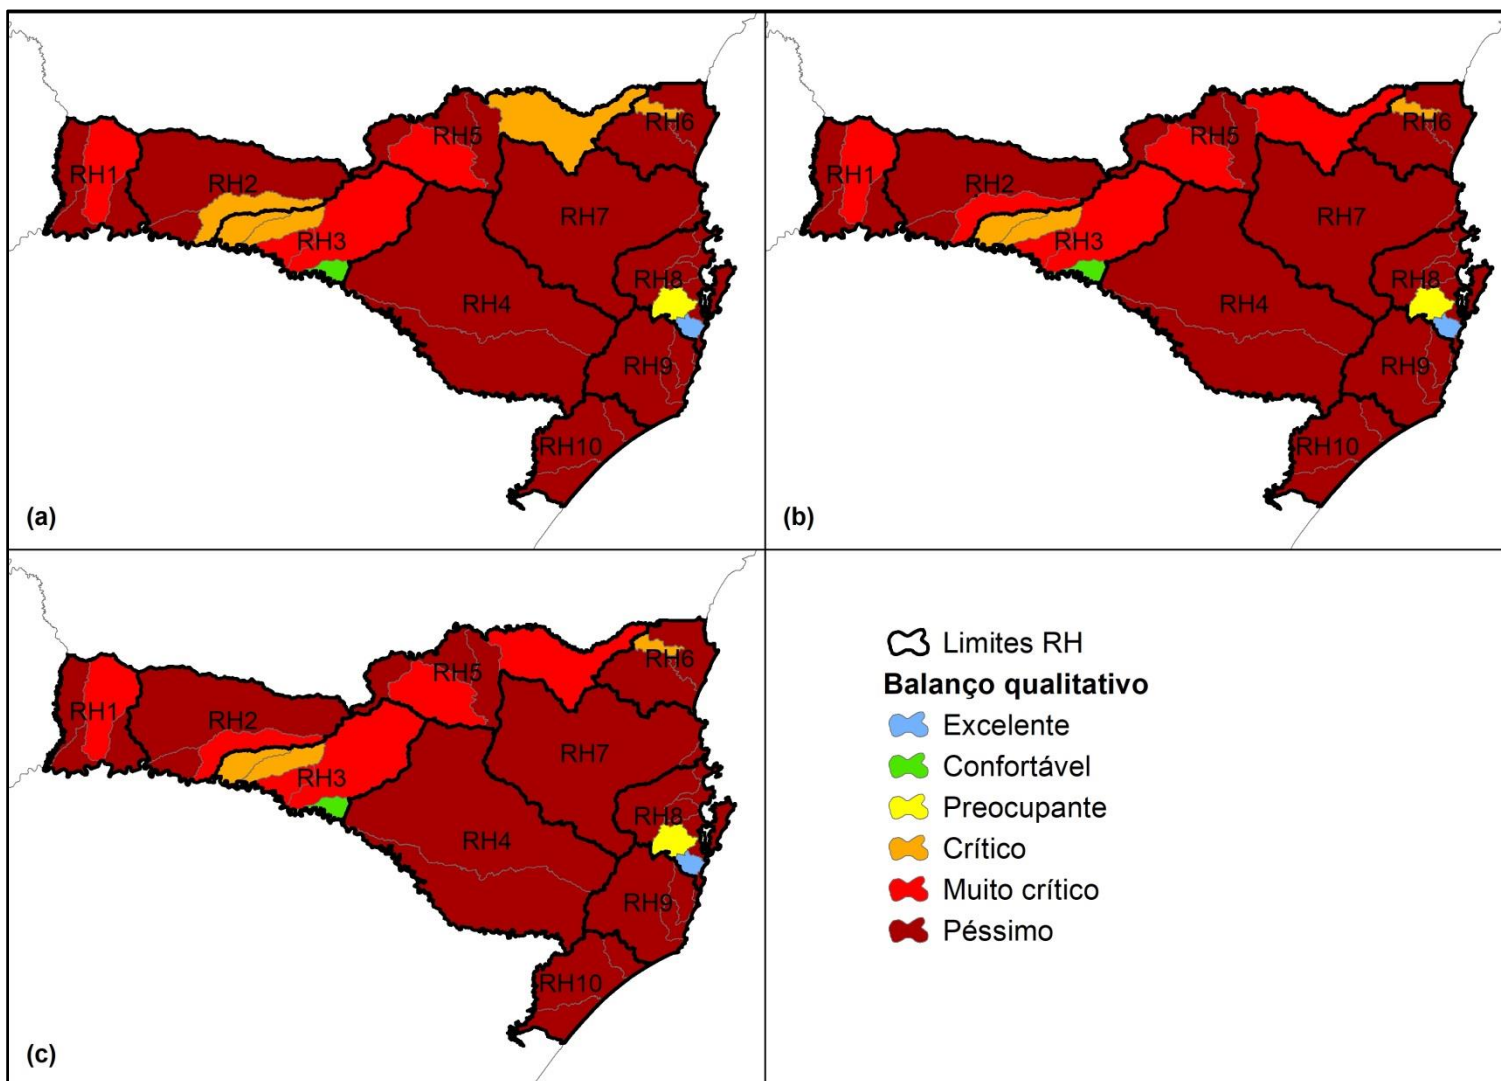 RH1
RH2
RH3
RH4
RH5
RH6
RH7
RH8
RH9
RH10
(a)
RH1
RH2
RH3
RH4
RH5
RH6
RH7
RH8
RH9
RH10
(b)
RH1
RH2
RH3
RH4
RH5
RH6
RH7
RH8
RH9
RH10
(c)
Limites RH
Balanço qualitativo
Excelente
Confortável
Preocupante
Crítico
Muito crítico
Péssimo